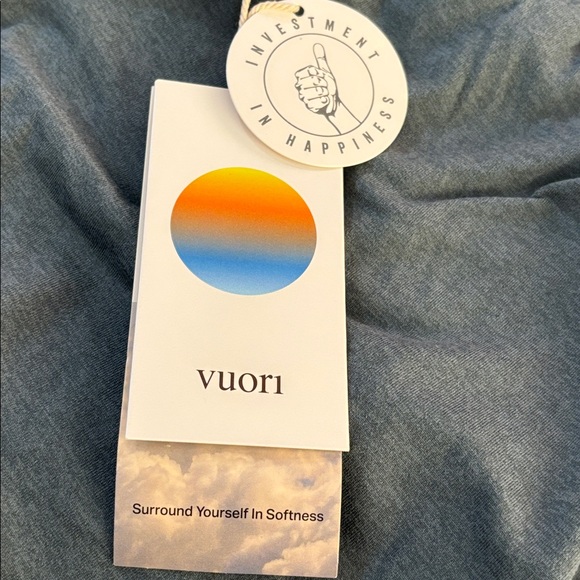 INVESTMENT
IN HAPPINESS
vuori
Surround Yourself In Softness